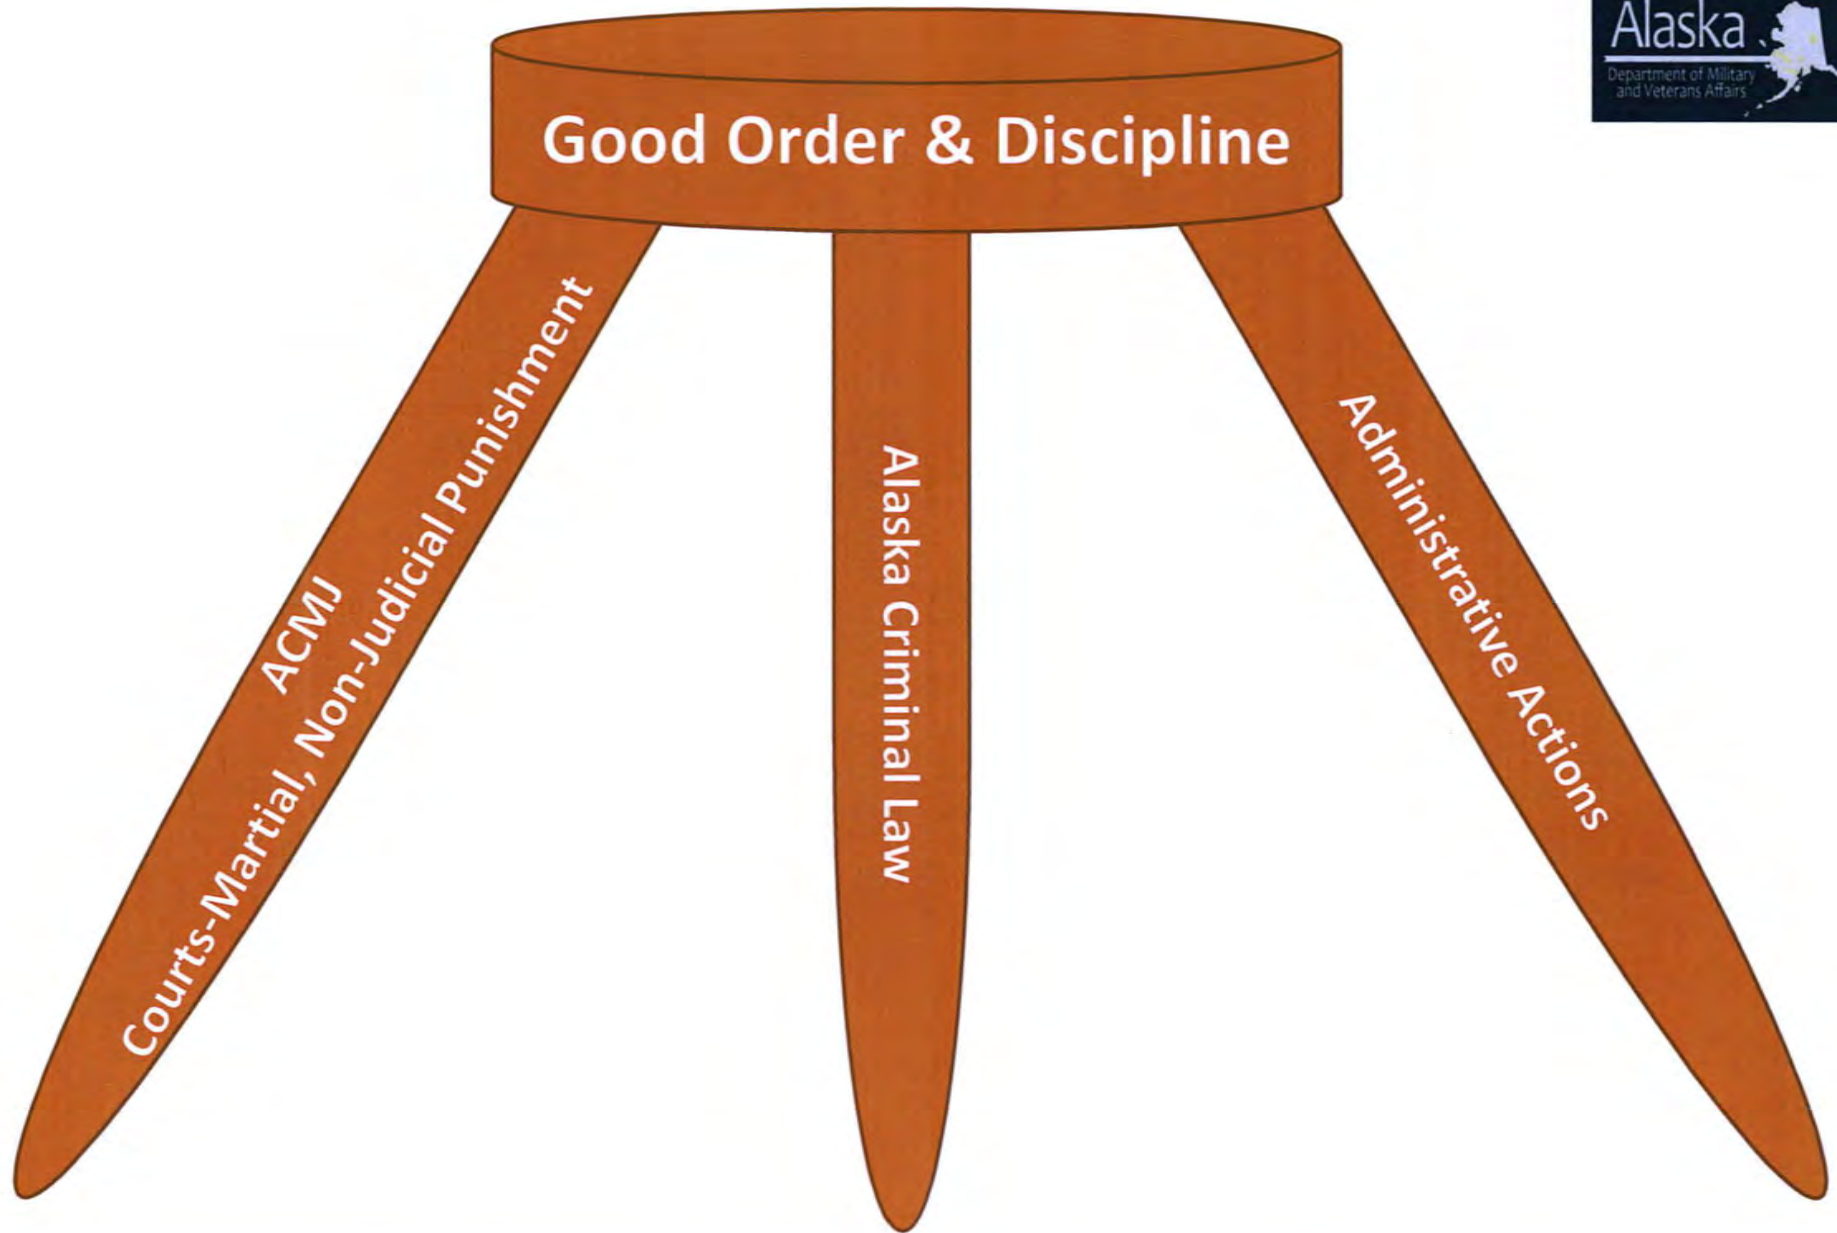 Alaska
Department of Military
and Veterans Affairs
Good Order & Discipline
ACMJ
Courts-Martial, Non-Judicial Punishment
Alaska Criminal Law
Administrative Actions